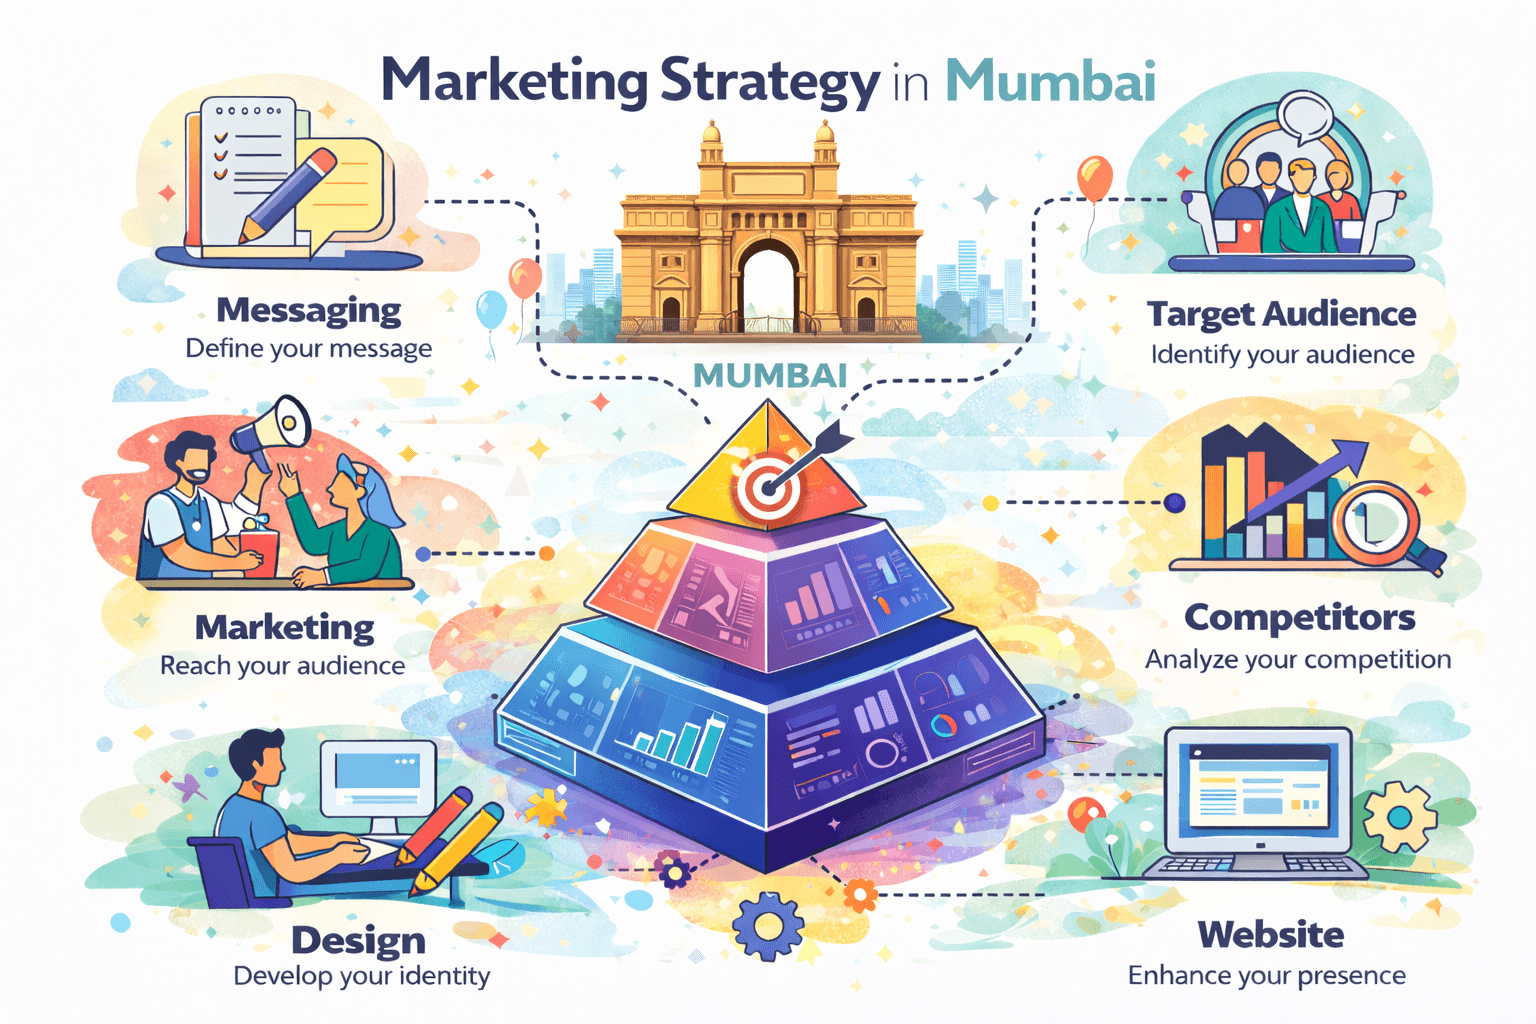 Marketing Strategy in Mumbai
Messaging
Define your message
Target Audience
Identify your audience
MUMBAI
Marketing
Reach your audience
Competitors
Analyze your competition
Design
Develop your identity
Website
Enhance your presence